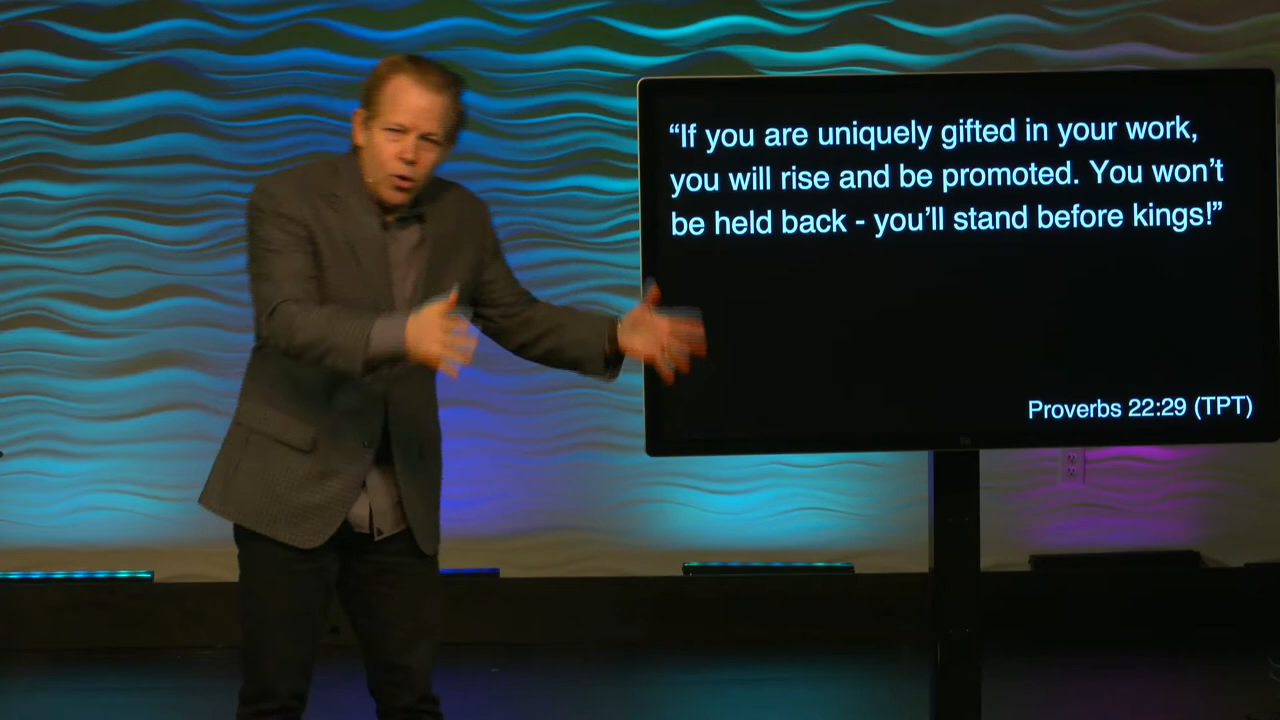 “If you are uniquely gifted in your work,
you will rise and be promoted. You won’t
be held back - you’ll stand before kings!”
Proverbs 22:29 (TPT)